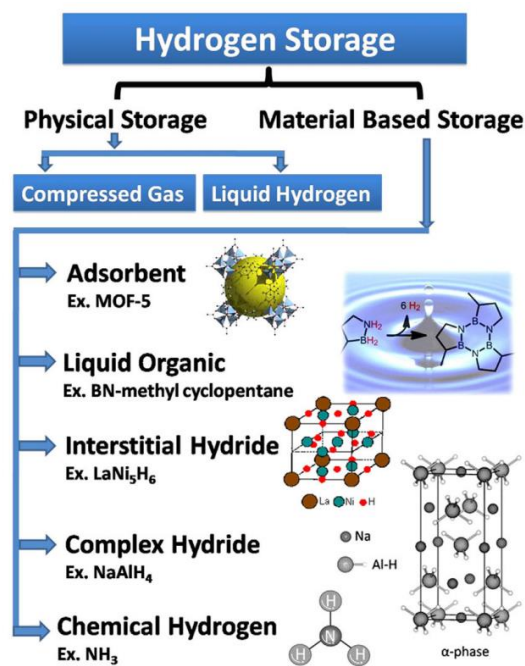 Hydrogen Storage
Physical Storage
Material Based Storage
Compressed Gas
Liquid Hydrogen
Adsorbent
Ex. MOF-5
6 H₂
NH₂
BH₂
N
B
N
B
N
B
Liquid Organic
Ex. BN-methyl cyclopentane
Interstitial Hydride
Ex. LaNi₅H₆
La Ni H
Complex Hydride
Ex. NaAlH₄
Na
Al-H
α-phase
Chemical Hydrogen
Ex. NH₃
H
N
H
H